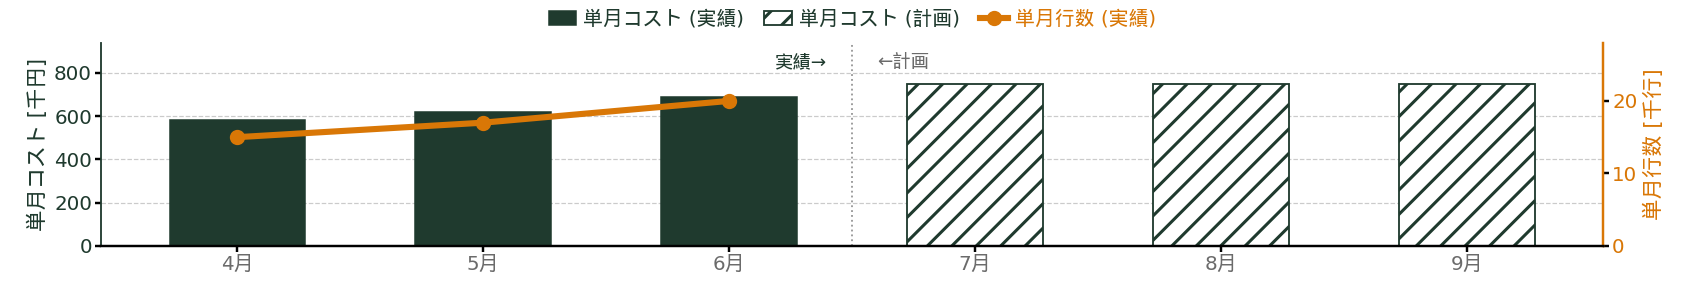 単月コスト (実績) 単月コスト (計画) 単月行数 (実績)
実績→ ←計画
単月コスト [千円]
800
600
400
200
0
20
10
0
単月行数 [千行]
4月 5月 6月 7月 8月 9月